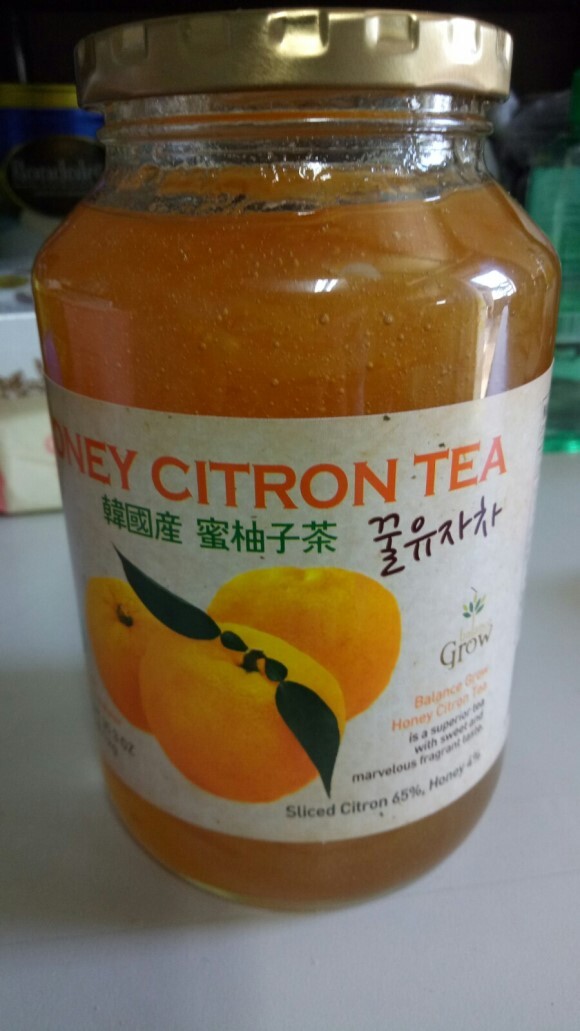 ONEY CITRON TEA
韓國産 蜜柚子茶 꿀유자차
Grow
Balance Grow
Honey Citron Tea
is a superior tea
with sweet and
marvelous fragrant taste.
Sliced Citron 65%, Honey 4%